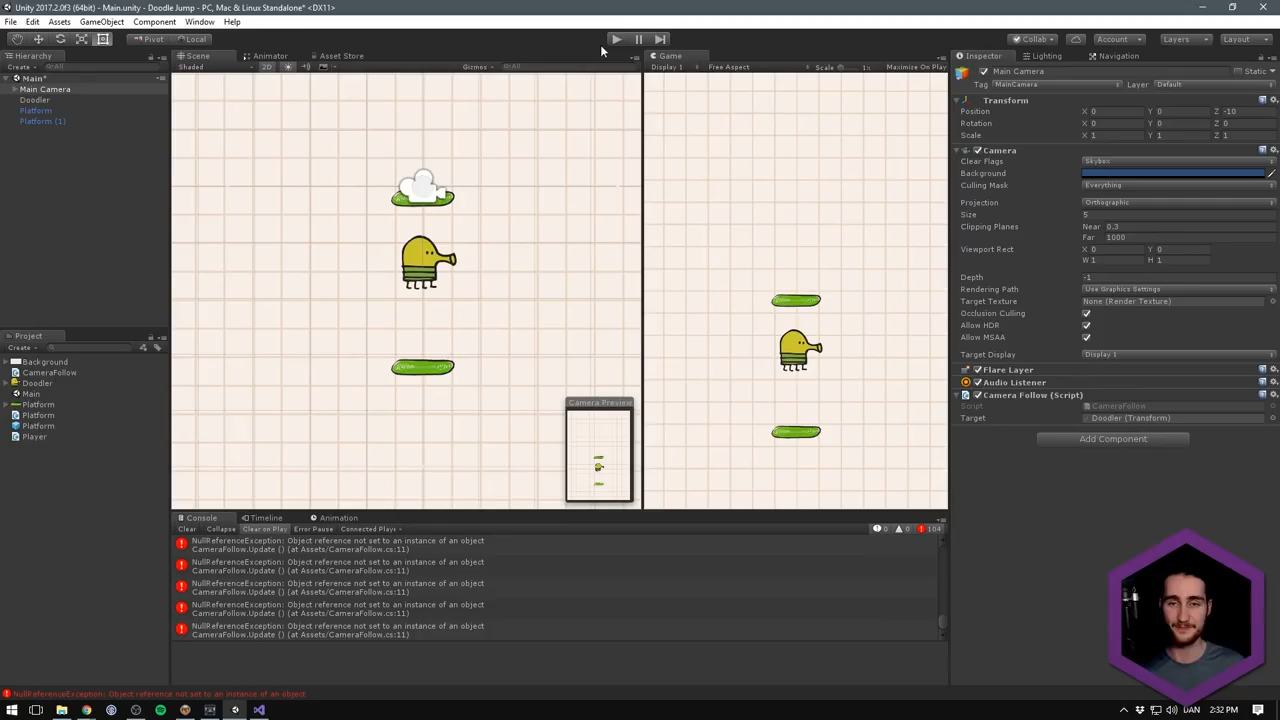 Unity 2017.2.0f3 (64bit) - Main.unity - Doodle Jump - PC, Mac & Linux Standalone* <DX11>
File Edit Assets GameObject Component Window Help
Pivot Local Collab Account Layers Layout
Hierarchy Scene Animator Asset Store Game Inspector Lighting Navigation
Create All Shaded 2D Gizmos All Display 1 Free Aspect Scale 1x Maximize On Play
Main Camera Static
Main*
Tag MainCamera Layer Default
Main Camera
Doodler
Platform
Platform (1)
Transform
Position X 0 Y 0 Z -10
Rotation X 0 Y 0 Z 0
Scale X 1 Y 1 Z 1
Camera
Clear Flags Skybox
Background
Culling Mask Everything
Projection Orthographic
Size 5
Clipping Planes Near 0.3
Far 1000
Viewport Rect X 0 Y 0
W 1 H 1
Depth -1
Rendering Path Use Graphics Settings
Target Texture None (Render Texture)
Occlusion Culling
Allow HDR
Allow MSAA
Target Display Display 1
Flare Layer
Audio Listener
Camera Follow (Script)
Script CameraFollow
Target Doodler (Transform)
Add Component
Project
Create
Background
CameraFollow
Doodler
Main
Platform
Platform
Platform
Player
Camera Preview
Console Timeline Animation
Clear Collapse Clear on Play Error Pause Connected Player 0 0 104
NullReferenceException: Object reference not set to an instance of an object
CameraFollow.Update () (at Assets/CameraFollow.cs:11)
NullReferenceException: Object reference not set to an instance of an object
CameraFollow.Update () (at Assets/CameraFollow.cs:11)
NullReferenceException: Object reference not set to an instance of an object
CameraFollow.Update () (at Assets/CameraFollow.cs:11)
NullReferenceException: Object reference not set to an instance of an object
CameraFollow.Update () (at Assets/CameraFollow.cs:11)
NullReferenceException: Object reference not set to an instance of an object
CameraFollow.Update () (at Assets/CameraFollow.cs:11)
NullReferenceException: Object reference not set to an instance of an object
DAN 2:32 PM